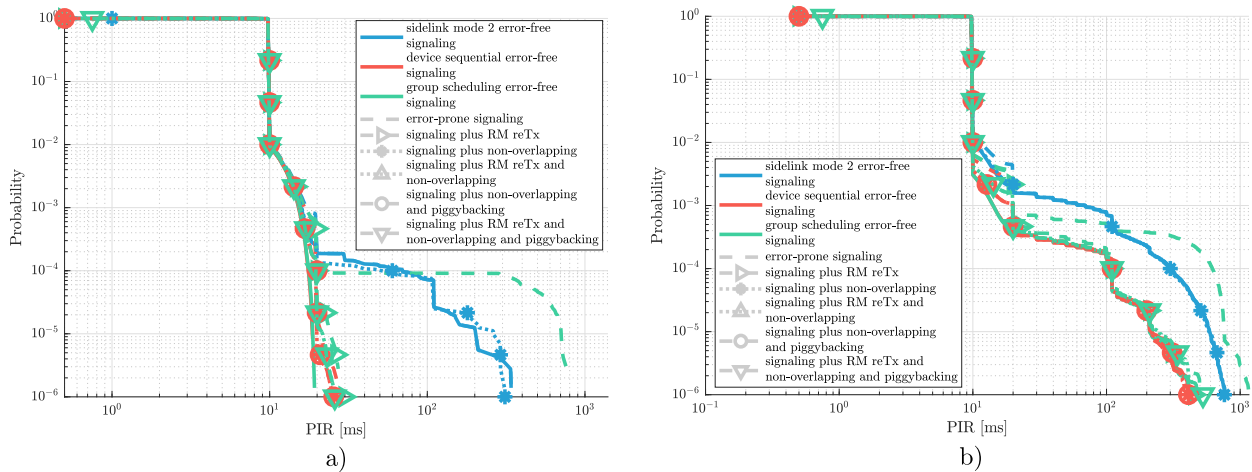 10^0
10^-1
10^-2
10^-3
10^-4
10^-5
10^-6
Probability
sidelink mode 2 error-free
signaling
device sequential error-free
signaling
group scheduling error-free
signaling
error-prone signaling
signaling plus RM reTx
signaling plus non-overlapping
signaling plus RM reTx and
non-overlapping
signaling plus non-overlapping
and piggybacking
signaling plus RM reTx and
non-overlapping and piggybacking
10^0
10^1
10^2
10^3
PIR [ms]
a)
10^0
10^-1
10^-2
10^-3
10^-4
10^-5
10^-6
Probability
sidelink mode 2 error-free
signaling
device sequential error-free
signaling
group scheduling error-free
signaling
error-prone signaling
signaling plus RM reTx
signaling plus non-overlapping
signaling plus RM reTx and
non-overlapping
signaling plus non-overlapping
and piggybacking
signaling plus RM reTx and
non-overlapping and piggybacking
10^-1
10^0
10^1
10^2
10^3
PIR [ms]
b)